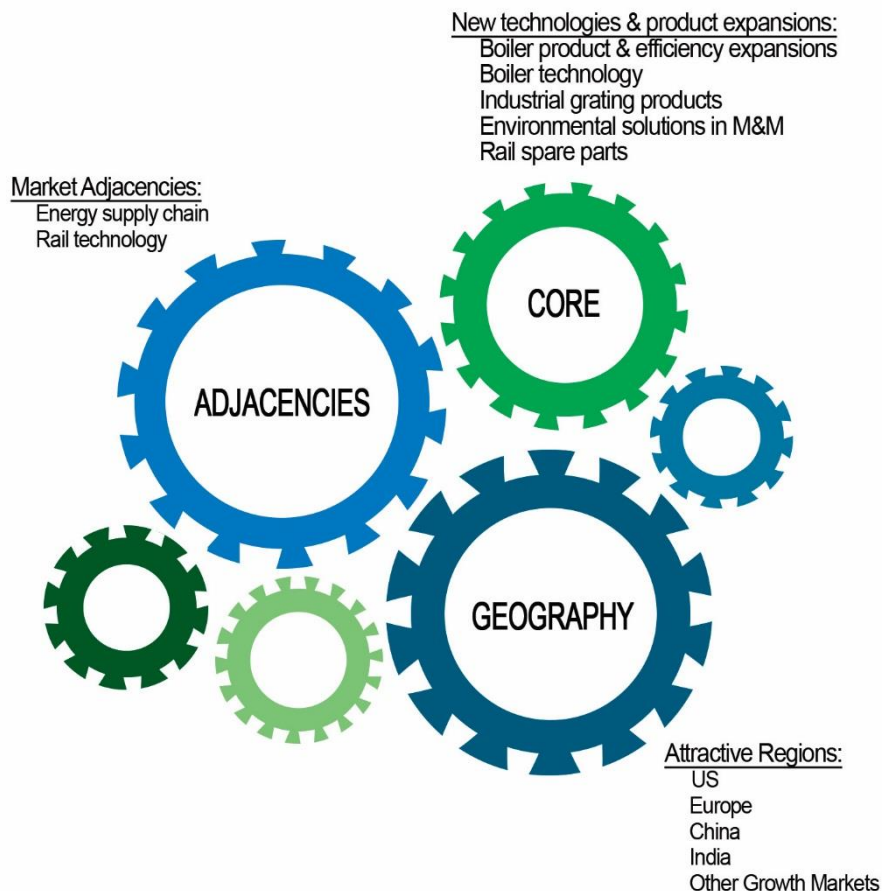 New technologies & product expansions:
Boiler product & efficiency expansions
Boiler technology
Industrial grating products
Environmental solutions in M&M
Rail spare parts
Market Adjacencies:
Energy supply chain
Rail technology
CORE
ADJACENCIES
GEOGRAPHY
Attractive Regions:
US
Europe
China
India
Other Growth Markets